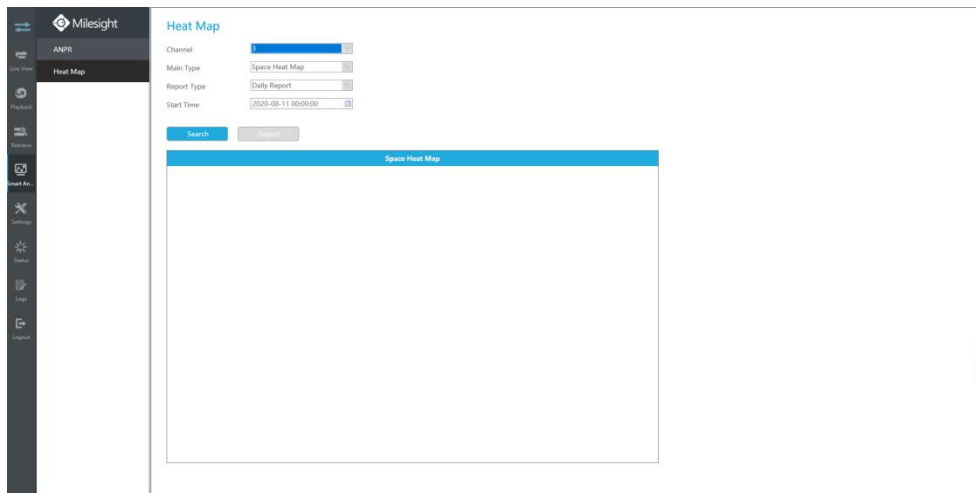 Milesight
ANPR
Heat Map
Live View
Playback
Retrieve
Smart An...
Settings
Status
Logs
Logout
Heat Map
Channel
3
Main Type
Space Heat Map
Report Type
Daily Report
Start Time
2020-08-11 00:00:00
Search
Export
Space Heat Map